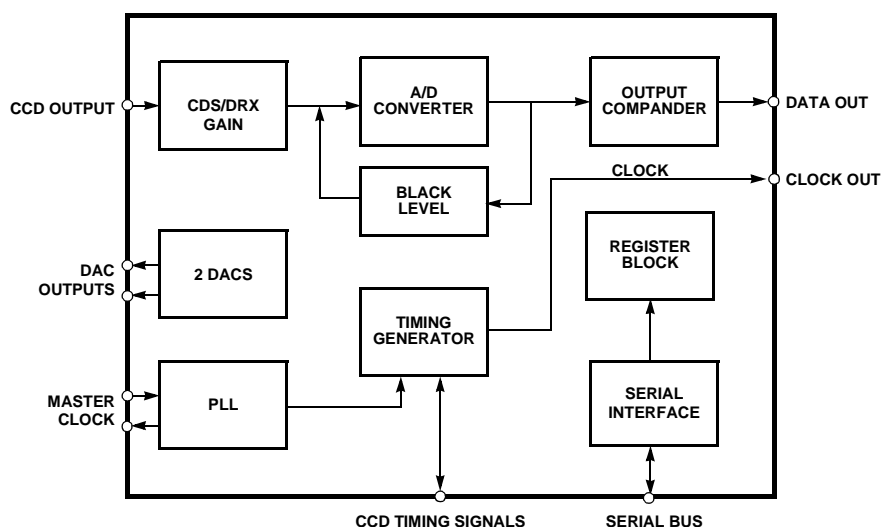 CCD OUTPUT
CDS/DRX
GAIN
A/D
CONVERTER
OUTPUT
COMPANDER
DATA OUT
CLOCK
CLOCK OUT
BLACK
LEVEL
REGISTER
BLOCK
DAC
OUTPUTS
2 DACS
TIMING
GENERATOR
MASTER
CLOCK
PLL
SERIAL
INTERFACE
CCD TIMING SIGNALS
SERIAL BUS